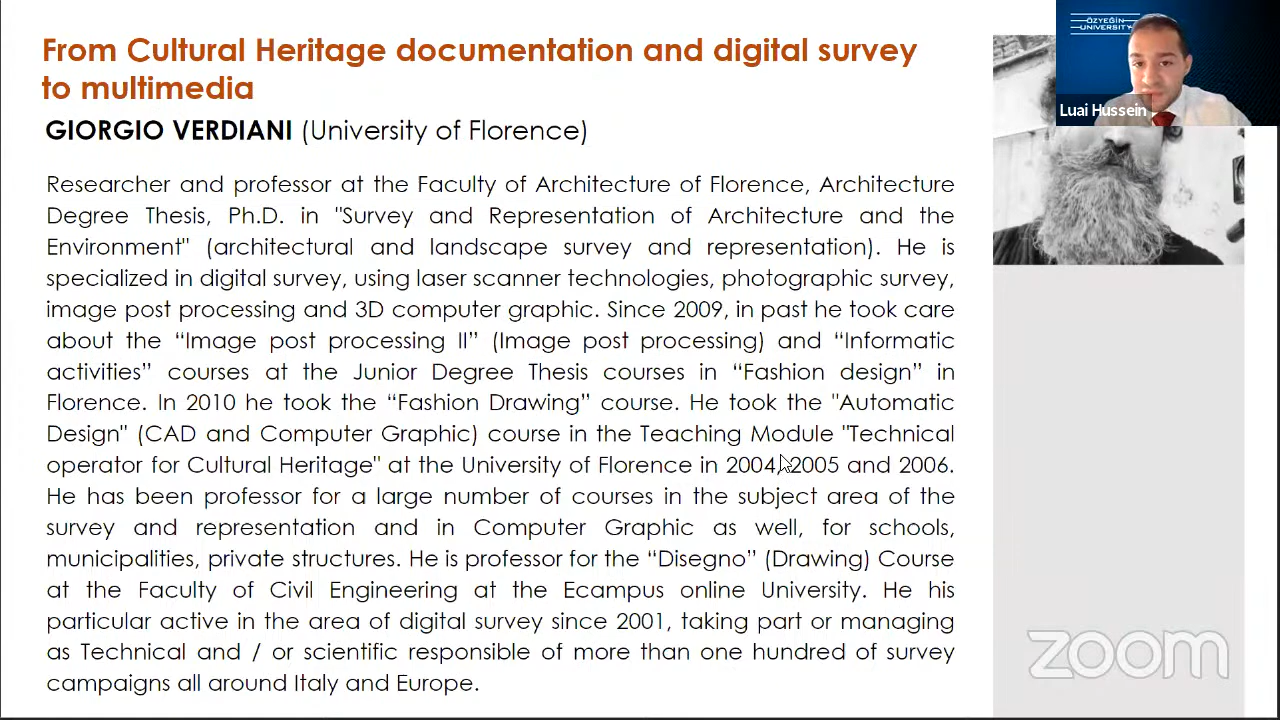 From Cultural Heritage documentation and digital survey
to multimedia
GIORGIO VERDIANI (University of Florence)
Researcher and professor at the Faculty of Architecture of Florence, Architecture
Degree Thesis, Ph.D. in "Survey and Representation of Architecture and the
Environment" (architectural and landscape survey and representation). He is
specialized in digital survey, using laser scanner technologies, photographic survey,
image post processing and 3D computer graphic. Since 2009, in past he took care
about the “Image post processing II” (Image post processing) and “Informatic
activities” courses at the Junior Degree Thesis courses in “Fashion design” in
Florence. In 2010 he took the “Fashion Drawing” course. He took the "Automatic
Design" (CAD and Computer Graphic) course in the Teaching Module "Technical
operator for Cultural Heritage" at the University of Florence in 2004, 2005 and 2006.
He has been professor for a large number of courses in the subject area of the
survey and representation and in Computer Graphic as well, for schools,
municipalities, private structures. He is professor for the “Disegno” (Drawing) Course
at the Faculty of Civil Engineering at the Ecampus online University. He his
particular active in the area of digital survey since 2001, taking part or managing
as Technical and / or scientific responsible of more than one hundred of survey
campaigns all around Italy and Europe.
ÖZYEĞİN
UNIVERSITY
Luai Hussein
zoom